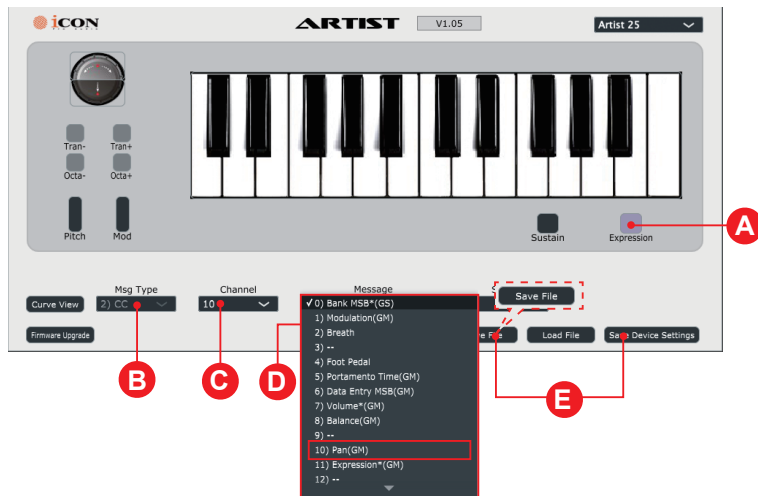 icon
ARTIST
V1.05
Artist 25
Tran-
Tran+
Octa-
Octa+
Pitch
Mod
Sustain
Expression
A
Msg Type
Channel
Message
S
Save File
Curve View
2) CC
10
✓ 0) Bank MSB*(GS)
1) Modulation(GM)
2) Breath
3) --
4) Foot Pedal
5) Portamento Time(GM)
6) Data Entry MSB(GM)
7) Volume*(GM)
8) Balance(GM)
9) --
10) Pan(GM)
11) Expression*(GM)
12) --
Firmware Upgrade
Load File
Save Device Settings
B
C
D
E